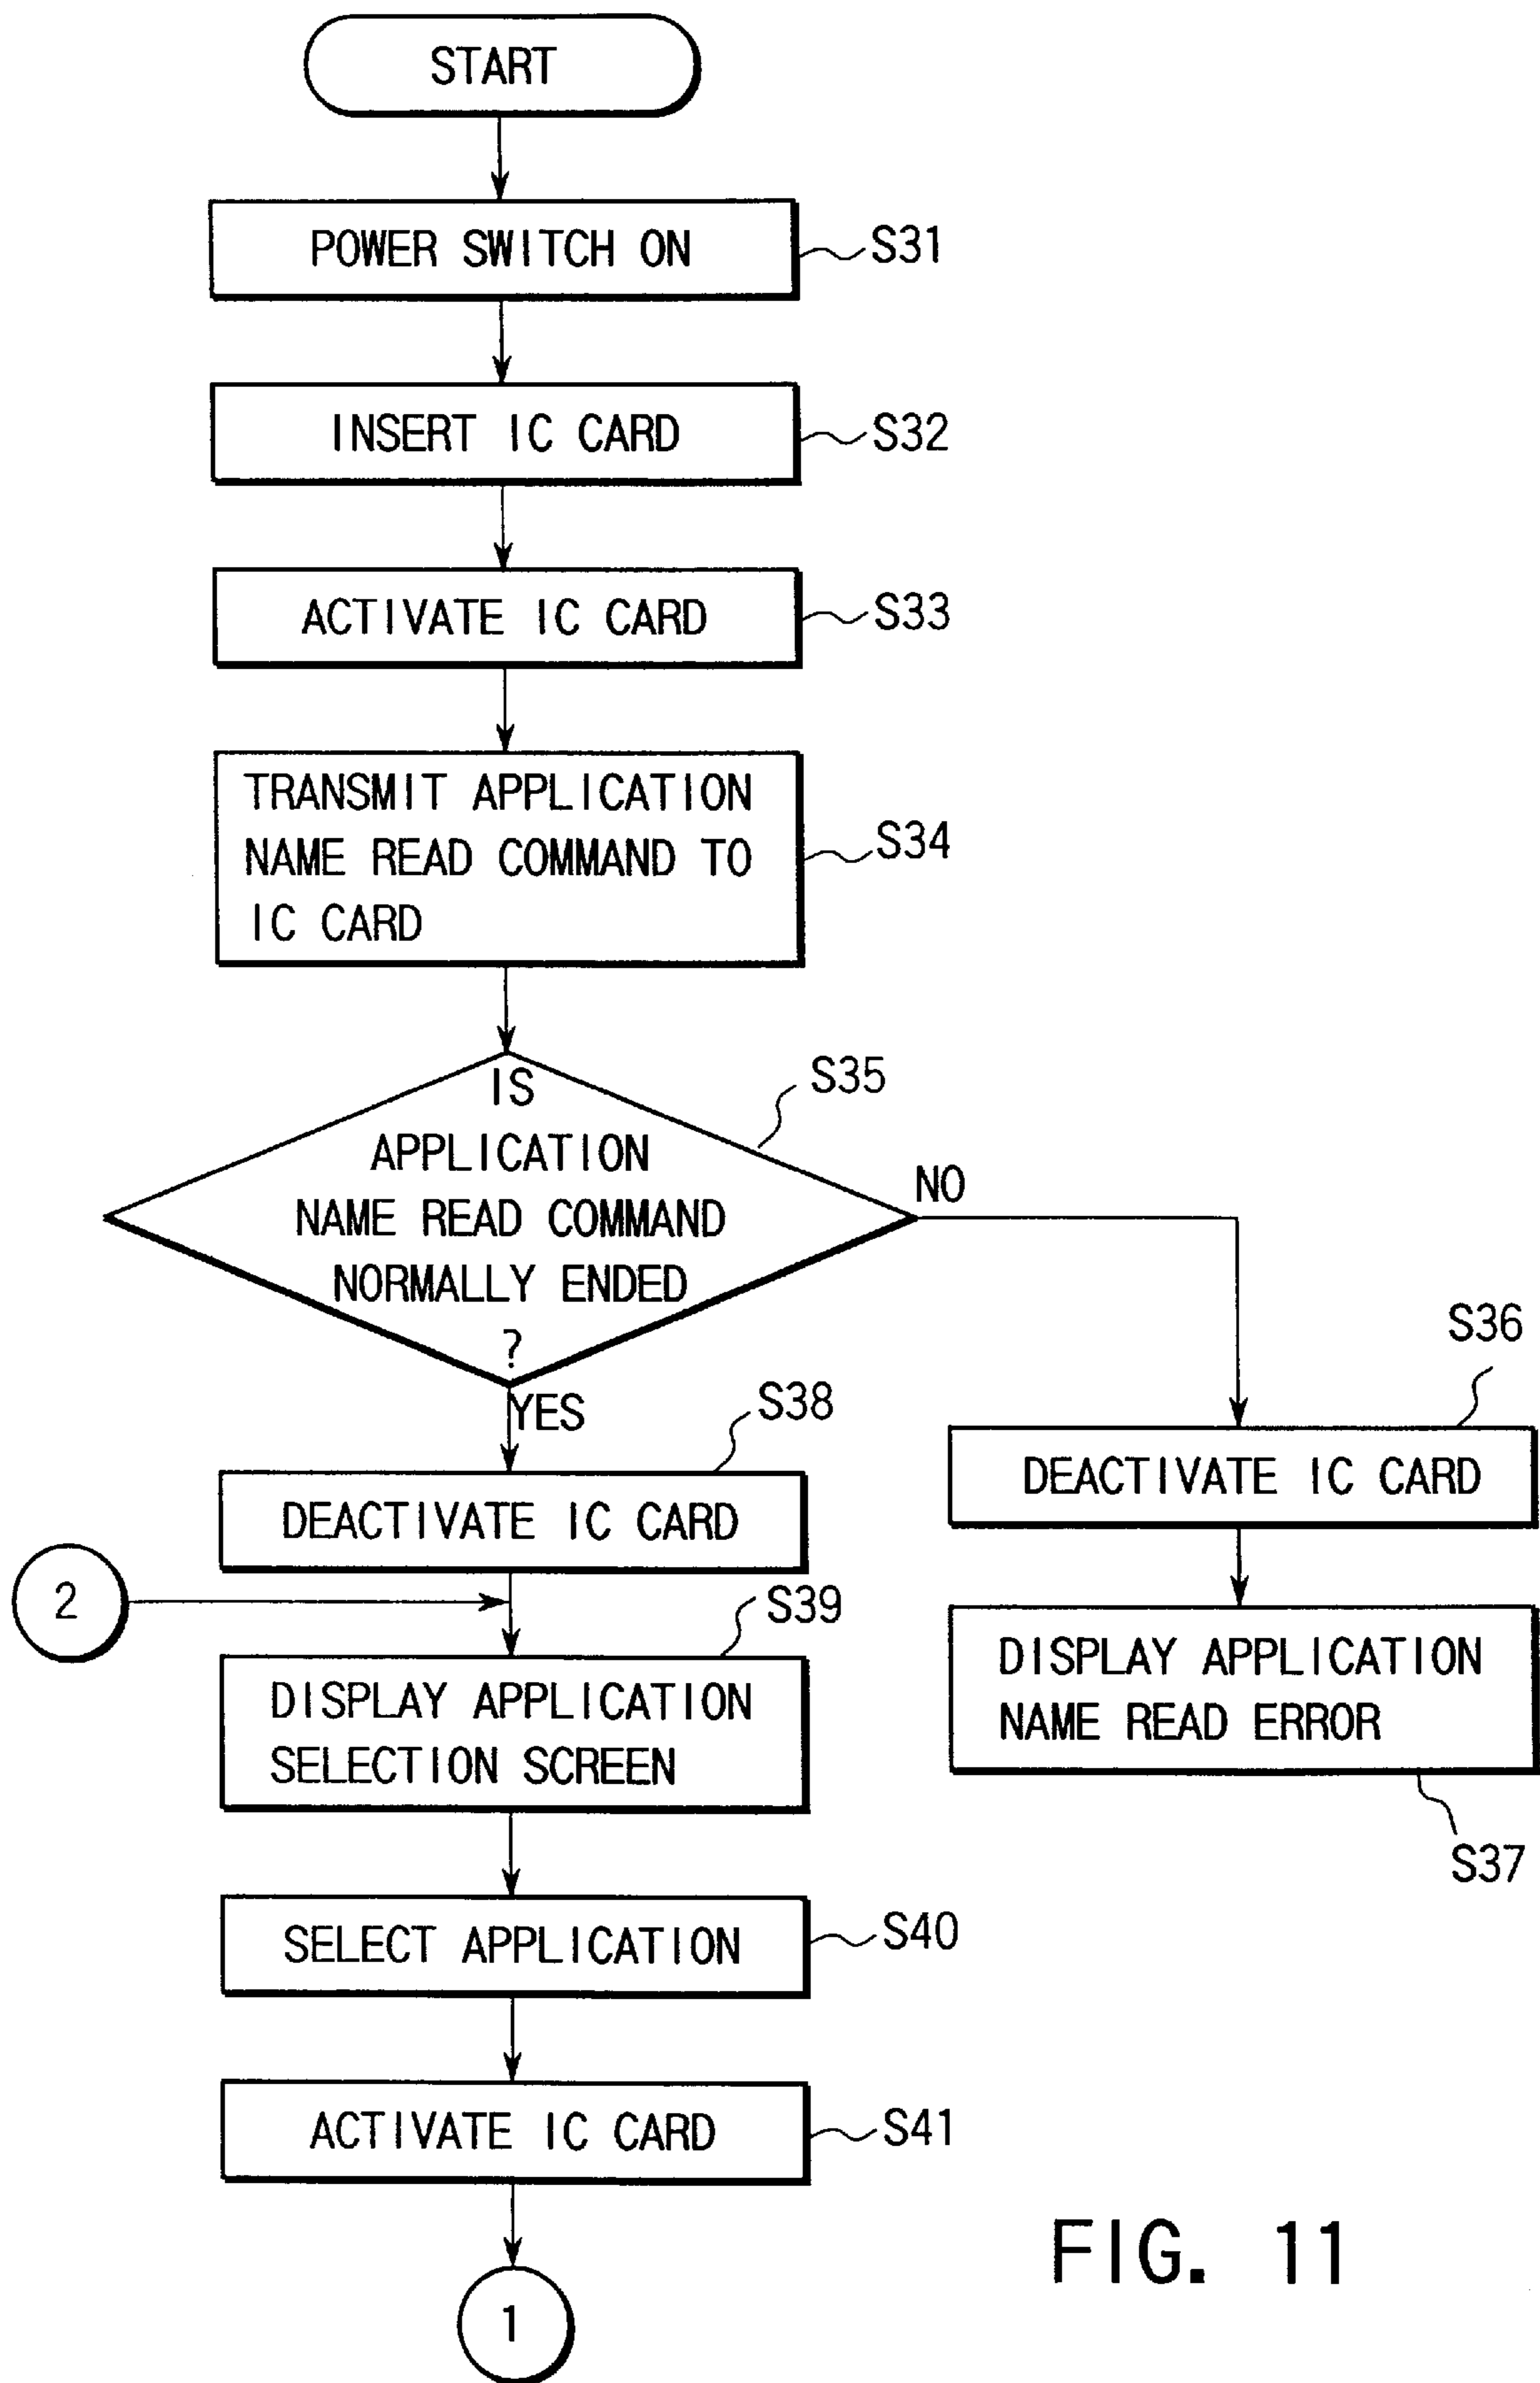 START
POWER SWITCH ON
S31
INSERT IC CARD
S32
ACTIVATE IC CARD
S33
TRANSMIT APPLICATION
NAME READ COMMAND TO
IC CARD
S34
IS
APPLICATION
NAME READ COMMAND
NORMALLY ENDED
?
S35
NO
YES
S36
DEACTIVATE IC CARD
DISPLAY APPLICATION
NAME READ ERROR
S37
S38
DEACTIVATE IC CARD
2
S39
DISPLAY APPLICATION
SELECTION SCREEN
SELECT APPLICATION
S40
ACTIVATE IC CARD
S41
1
FIG. 11